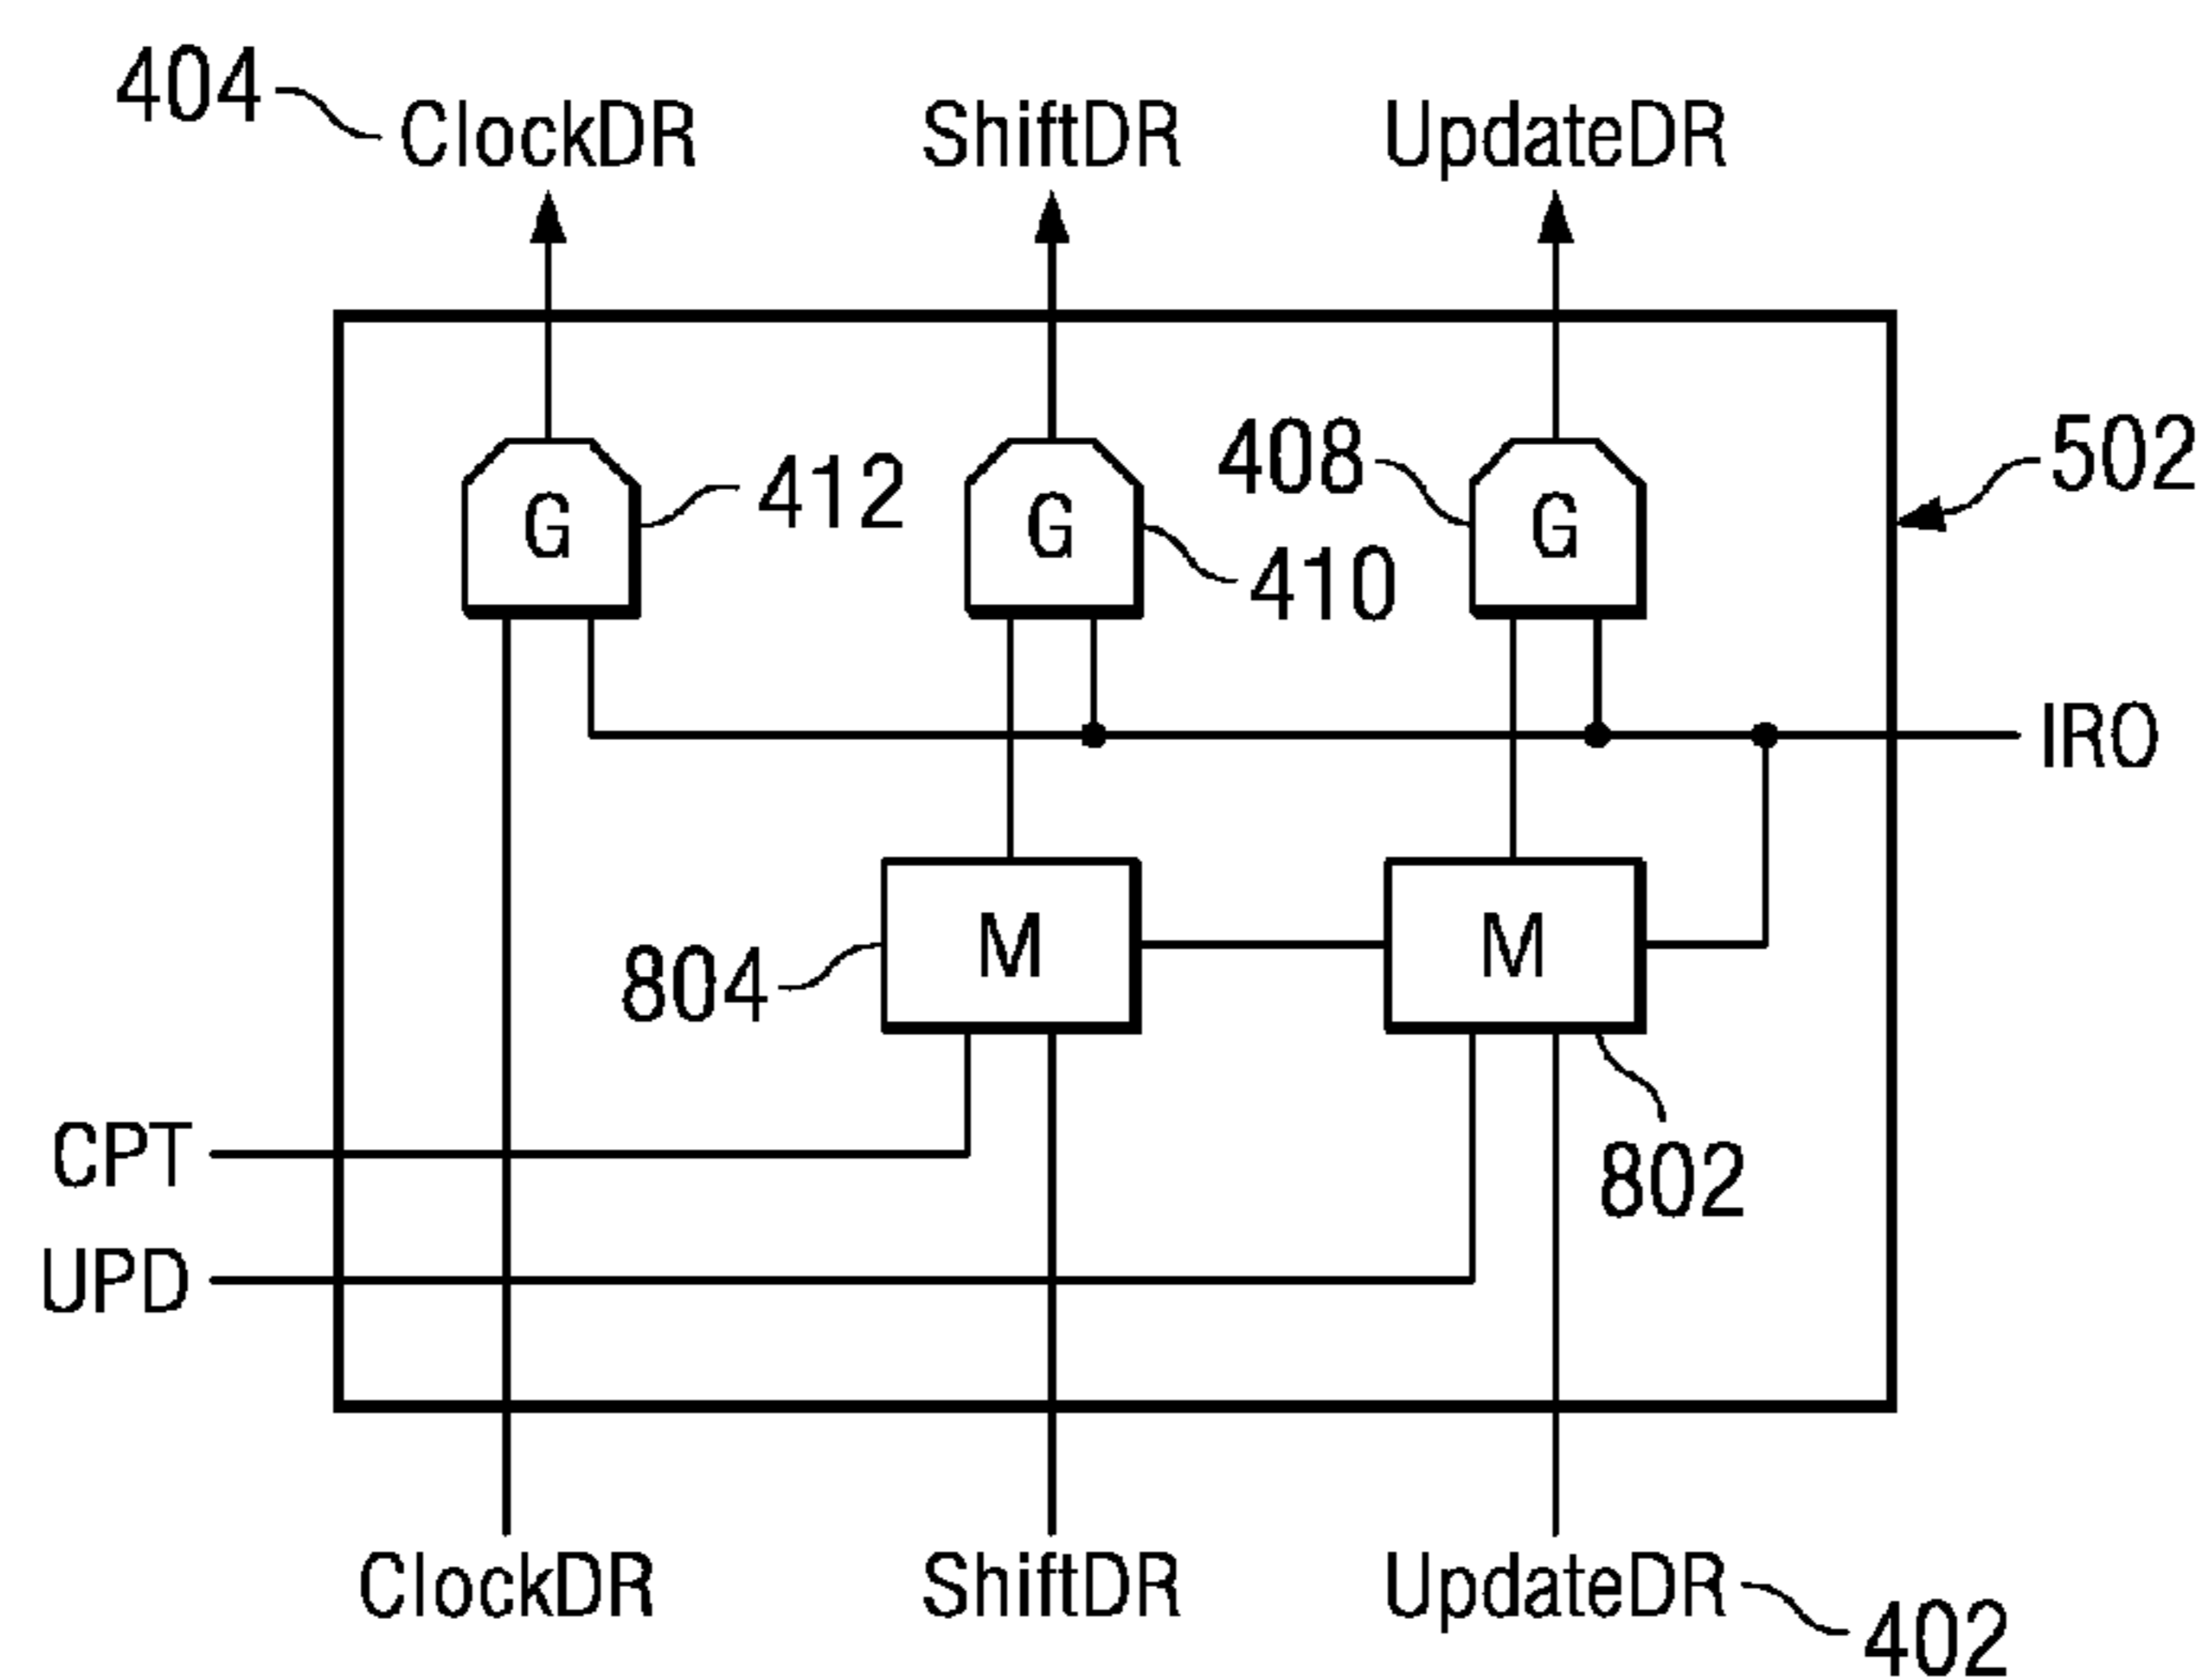 404 ClockDR ShiftDR UpdateDR
G 412 G 410 408 G 502
IRO
804 M M 802
CPT
UPD
ClockDR ShiftDR UpdateDR 402